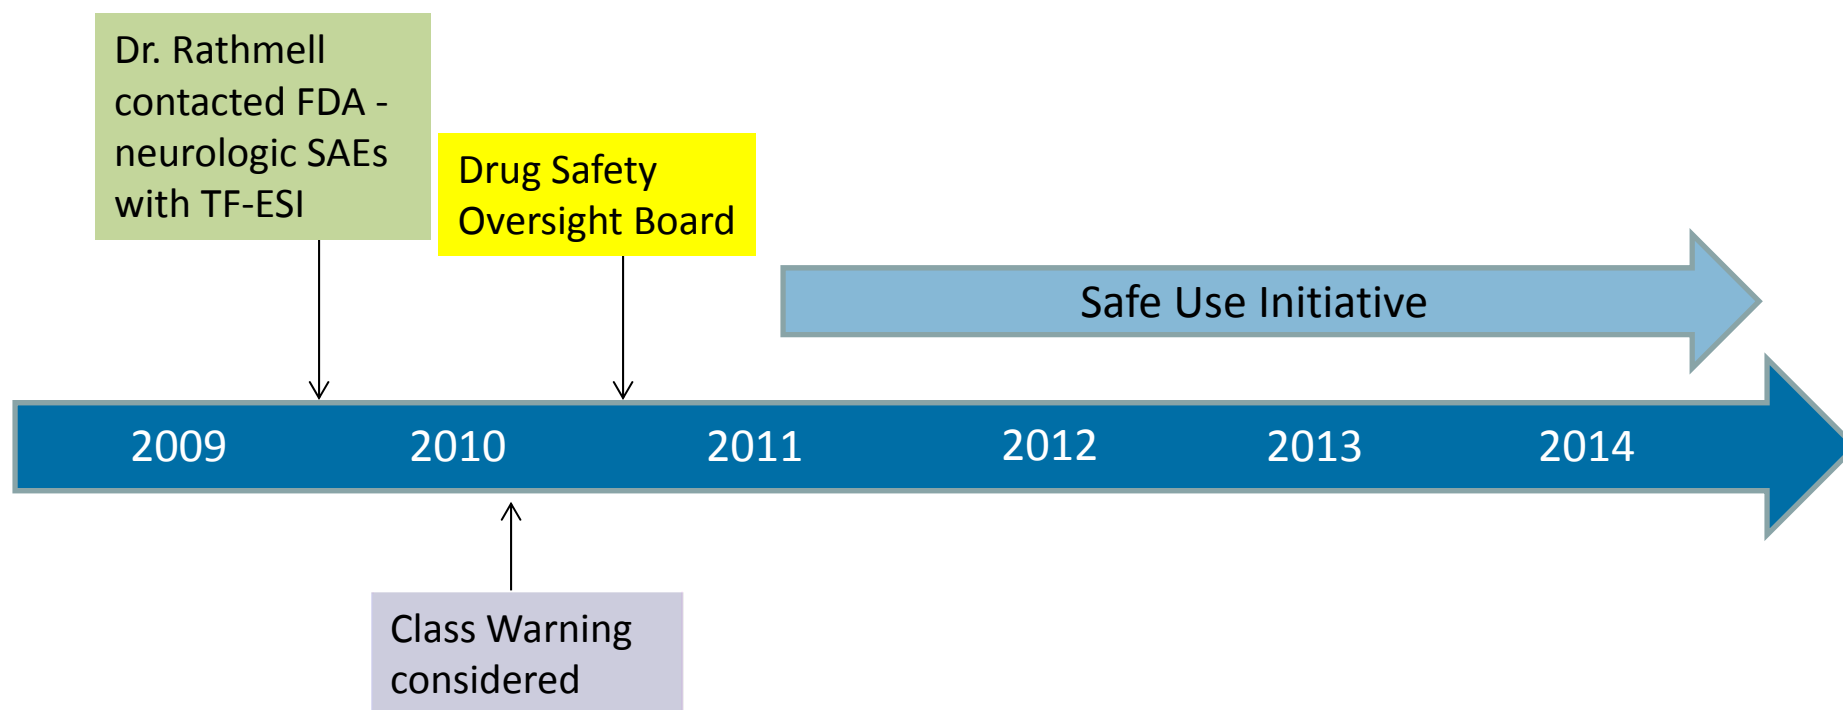 Dr. Rathmell
contacted FDA -
neurologic SAEs
with TF-ESI
Drug Safety
Oversight Board
Safe Use Initiative
2009 2010 2011 2012 2013 2014
Class Warning
considered